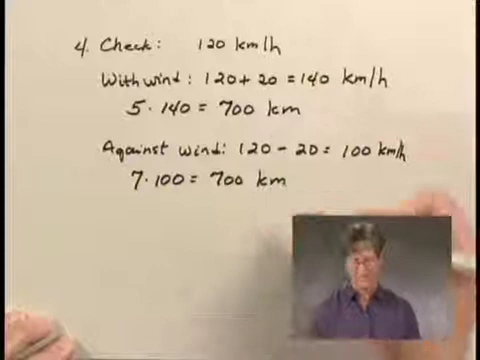 4. Check: 120 km/h
With wind: 120 + 20 = 140 km/h
5 · 140 = 700 km
Against wind: 120 - 20 = 100 km/h
7 · 100 = 700 km